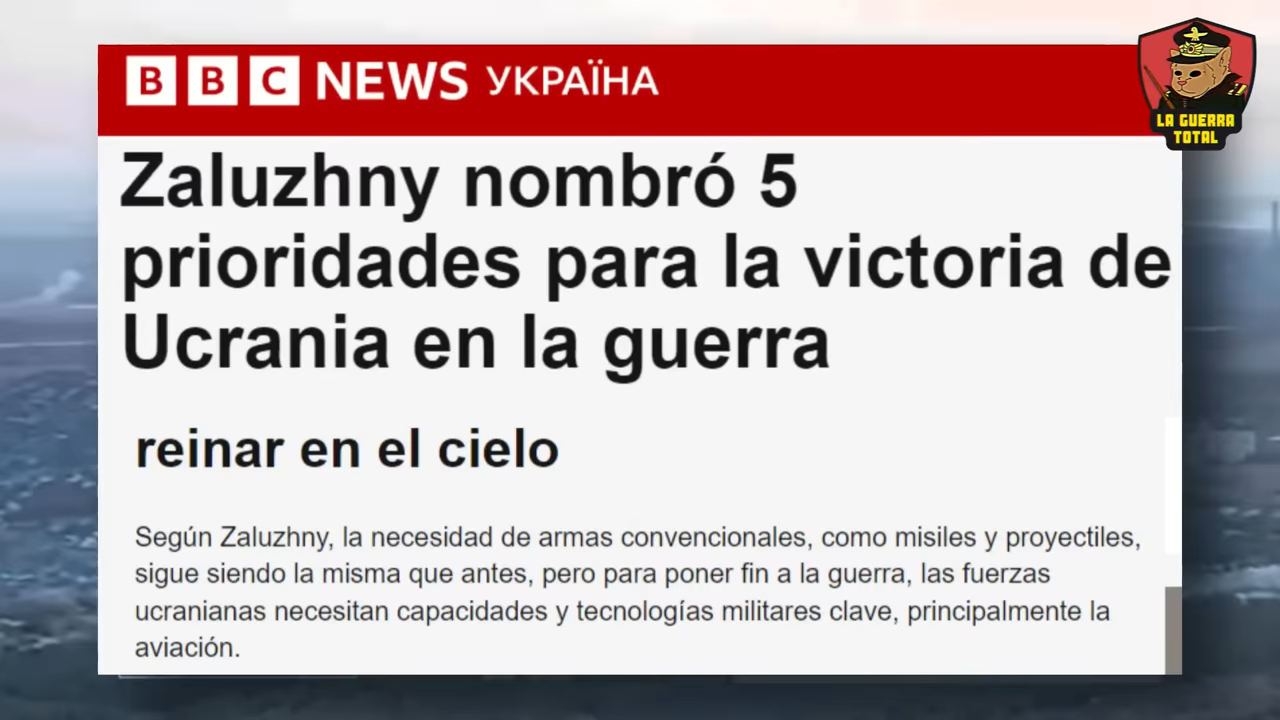 BBC NEWS УКРАЇНА
LA GUERRA
TOTAL
Zaluzhny nombró 5
prioridades para la victoria de
Ucrania en la guerra
reinar en el cielo
Según Zaluzhny, la necesidad de armas convencionales, como misiles y proyectiles,
sigue siendo la misma que antes, pero para poner fin a la guerra, las fuerzas
ucranianas necesitan capacidades y tecnologías militares clave, principalmente la
aviación.